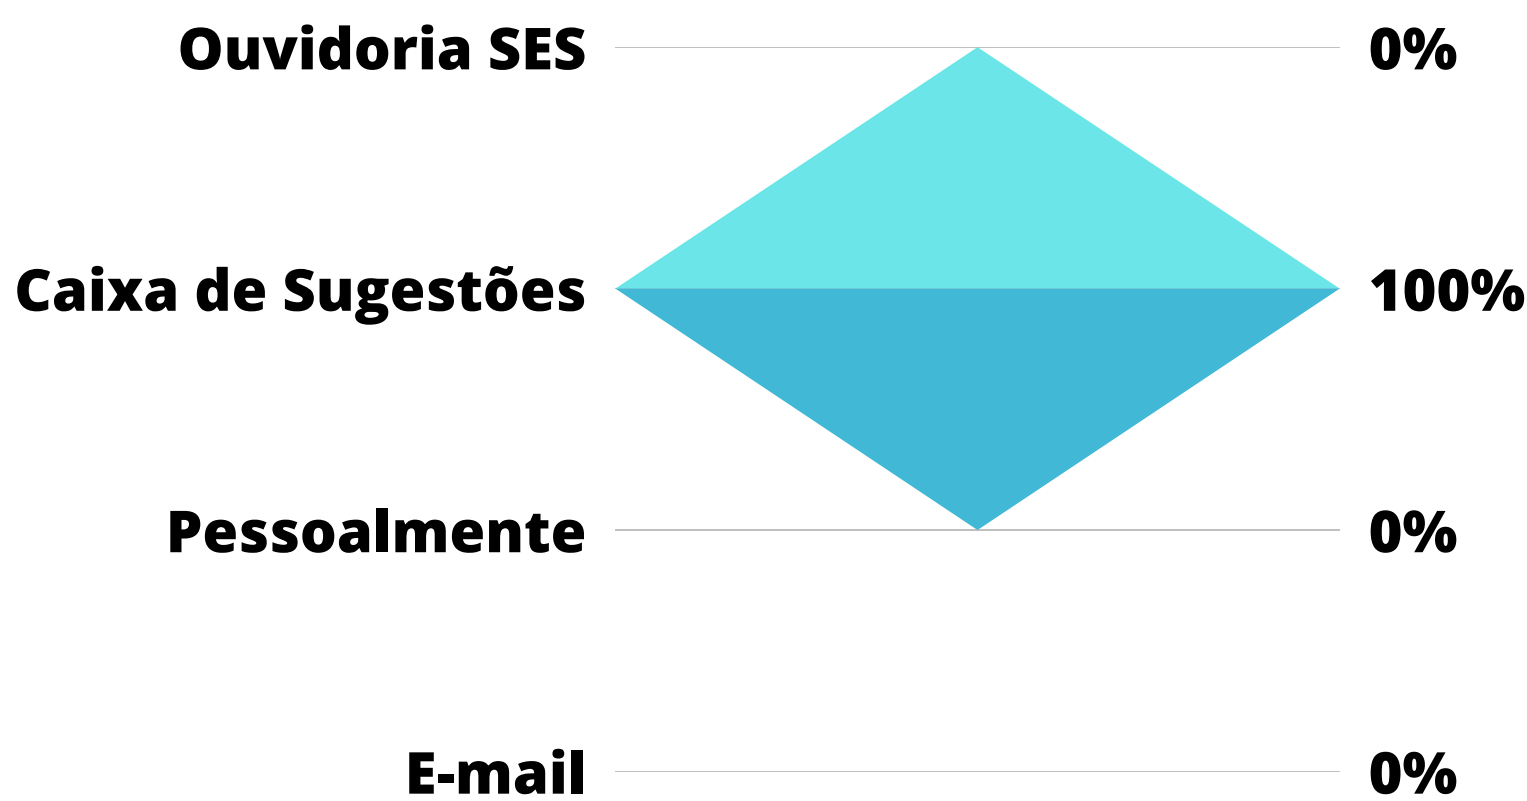 Ouvidoria SES 0%
Caixa de Sugestões 100%
Pessoalmente 0%
E-mail 0%